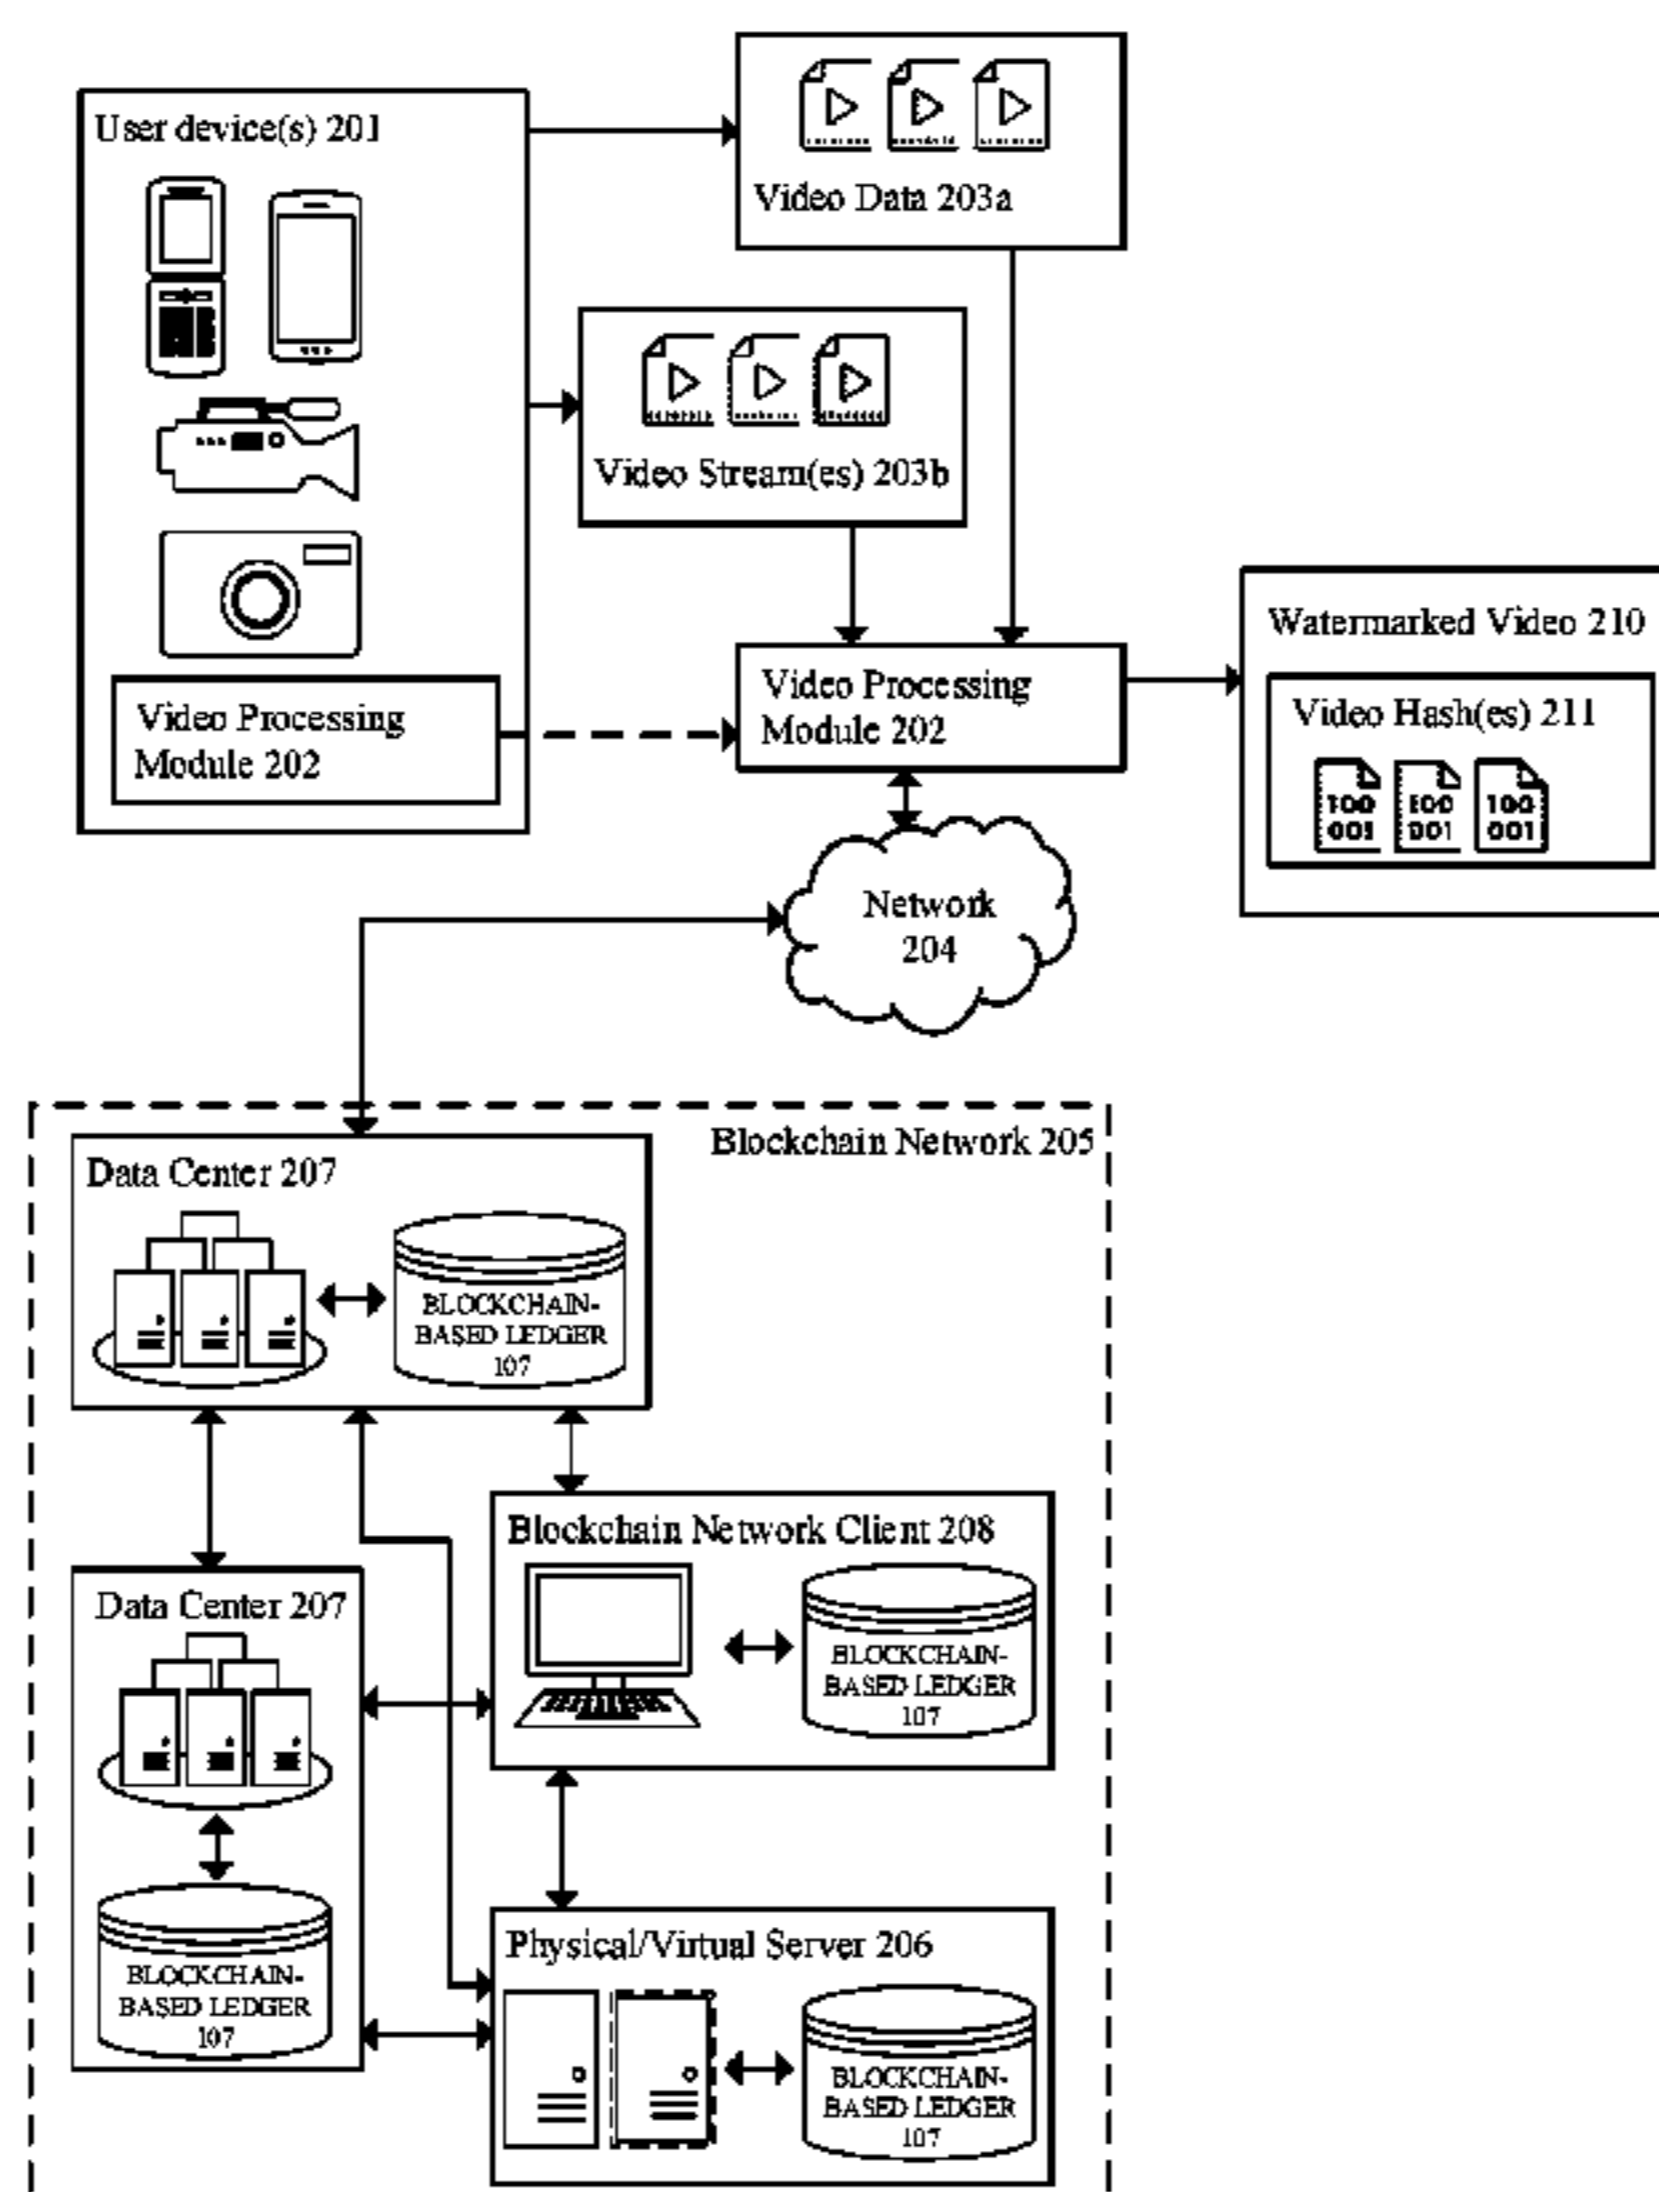 User device(s) 201
Video Data 203a
Video Stream(es) 203b
Video Processing
Module 202
Video Processing
Module 202
Watermarked Video 210
Video Hash(es) 211
100
001
100
001
100
001
Network
204
Blockchain Network 205
Data Center 207
BLOCKCHAIN-
BASED LEDGER
107
Blockchain Network Client 208
BLOCKCHAIN-
BASED LEDGER
107
Data Center 207
BLOCKCHAIN-
BASED LEDGER
107
Physical/Virtual Server 206
BLOCKCHAIN-
BASED LEDGER
107